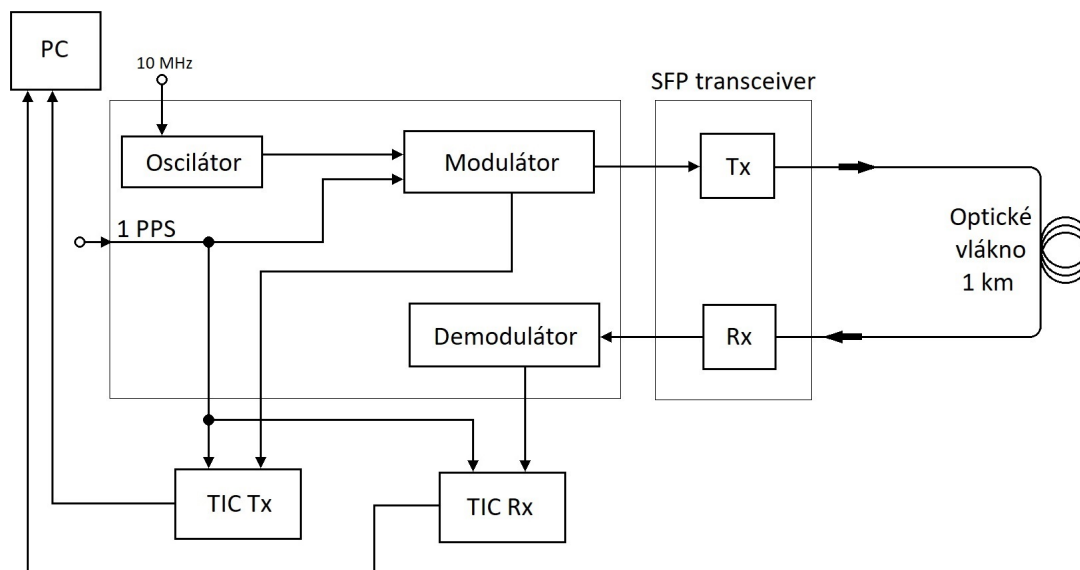 PC
10 MHz
SFP transceiver
Oscilátor
Modulátor
Tx
1 PPS
Optické
vlákno
1 km
Demodulátor
Rx
TIC Tx
TIC Rx